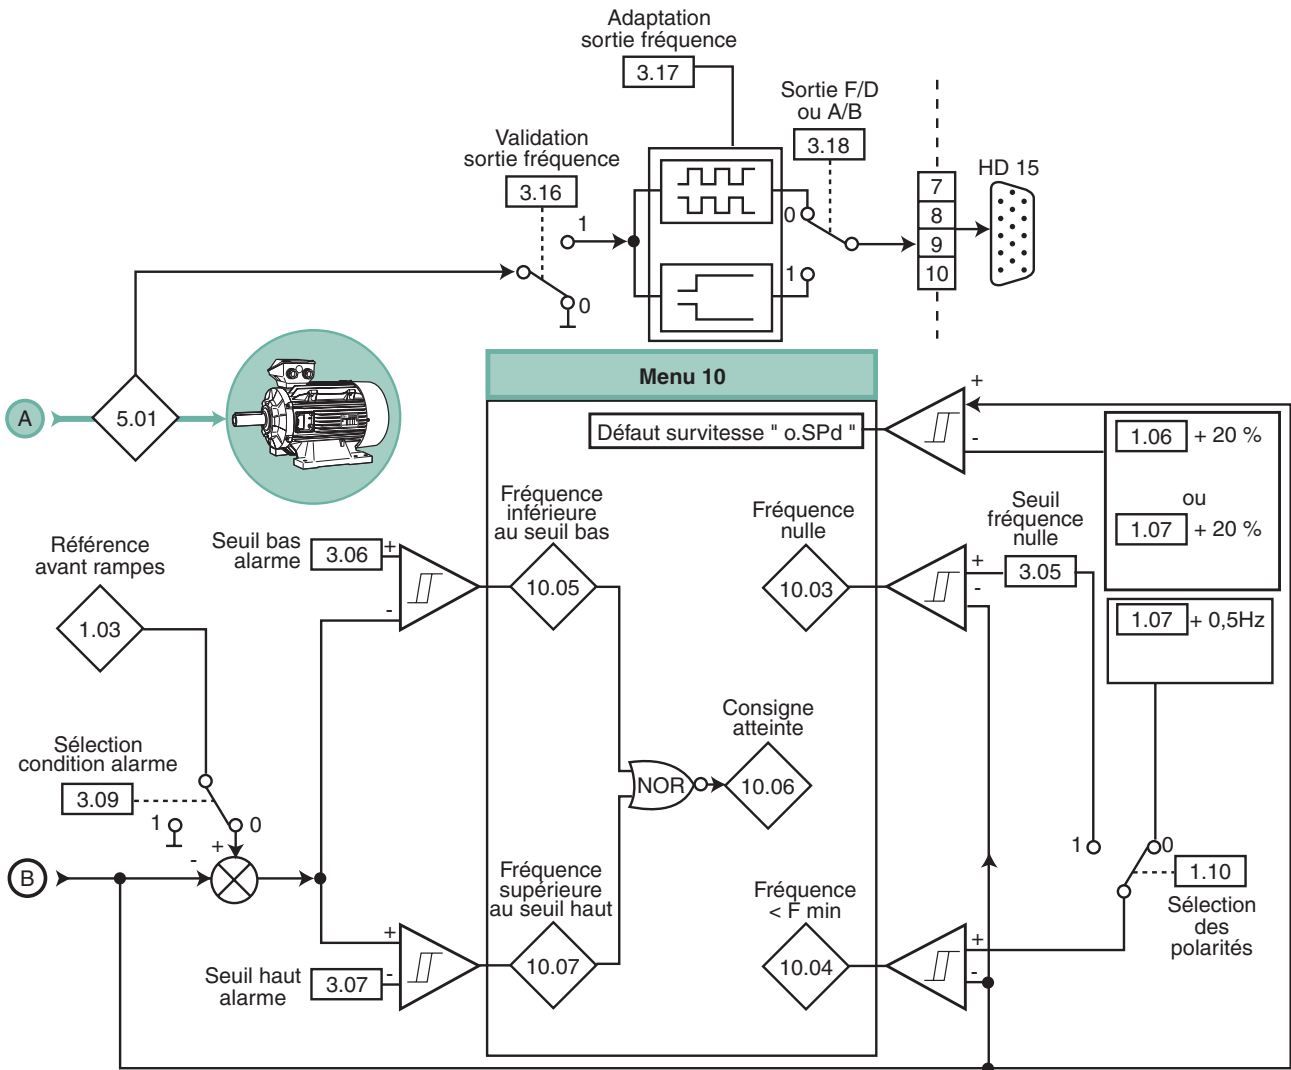 Adaptation
sortie fréquence
3.17
Sortie F/D
ou A/B
3.18
Validation
sortie fréquence
3.16
1
0
0
1
7
8
9
10
HD 15
A
5.01
Menu 10
Défaut survitesse " o.SPd "
+
-
1.06 + 20 %
ou
1.07 + 20 %
Référence
avant rampes
1.03
Seuil bas
alarme
3.06
+
-
Fréquence
inférieure
au seuil bas
10.05
Fréquence
nulle
10.03
+
-
Seuil
fréquence
nulle
3.05
1.07 + 0,5Hz
Sélection
condition alarme
3.09
1
0
+
-
B
NOR
Consigne
atteinte
10.06
1
0
1.10
Sélection
des
polarités
Fréquence
supérieure
au seuil haut
10.07
Seuil haut
alarme
3.07
+
-
Fréquence
< F min
10.04
+
-